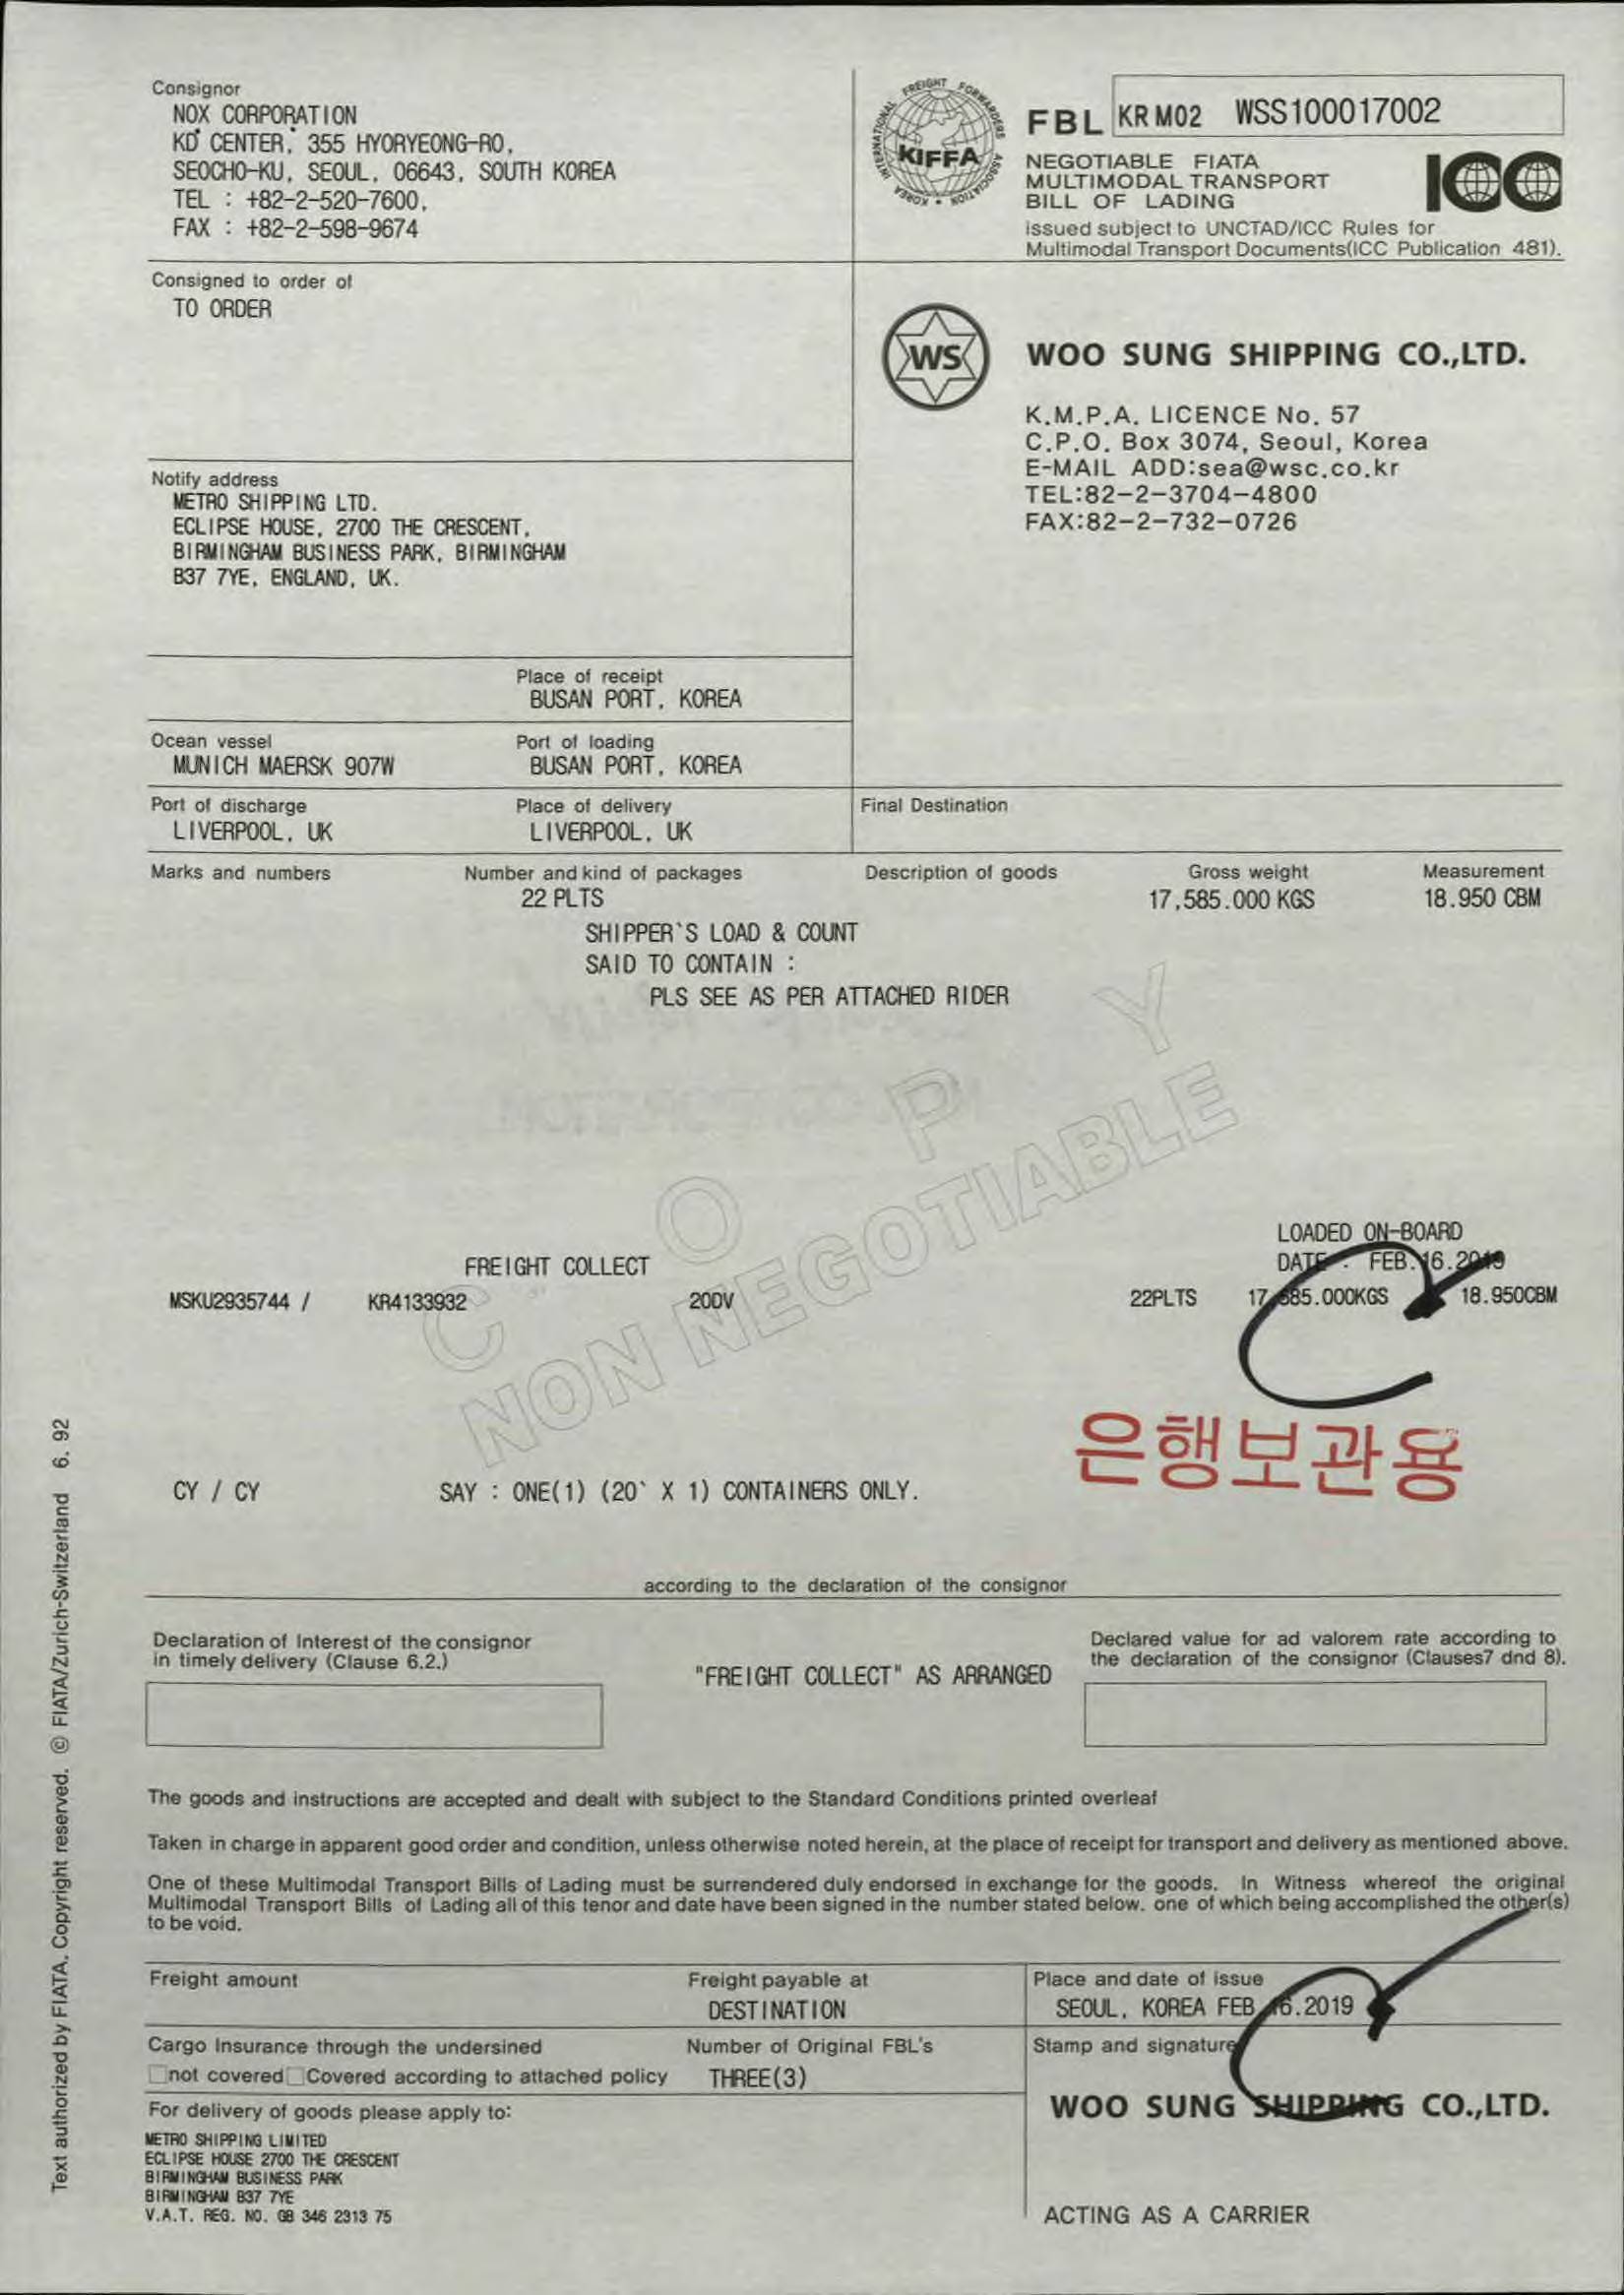 Consignor
NOX CORPORATION
KD CENTER, 355 HYORYEONG-RO,
SEOCHO-KU, SEOUL, 06643, SOUTH KOREA
TEL : +82-2-520-7600,
FAX : +82-2-598-9674
KOREA INTERNATIONAL FREIGHT FORWARDERS ASSOCIATION
KIFFA
FBL KR M02 WSS100017002
NEGOTIABLE FIATA
MULTIMODAL TRANSPORT
BILL OF LADING
ICC
issued subject to UNCTAD/ICC Rules for
Multimodal Transport Documents(ICC Publication 481).
Consigned to order of
TO ORDER
WS
WOO SUNG SHIPPING CO.,LTD.
K.M.P.A. LICENCE No. 57
C.P.O. Box 3074, Seoul, Korea
E-MAIL ADD:sea@wsc.co.kr
TEL:82-2-3704-4800
FAX:82-2-732-0726
Notify address
METRO SHIPPING LTD.
ECLIPSE HOUSE, 2700 THE CRESCENT,
BIRMINGHAM BUSINESS PARK, BIRMINGHAM
B37 7YE, ENGLAND, UK.
Place of receipt
BUSAN PORT, KOREA
Ocean vessel Port of loading
MUNICH MAERSK 907W BUSAN PORT, KOREA
Port of discharge Place of delivery Final Destination
LIVERPOOL, UK LIVERPOOL, UK
Marks and numbers Number and kind of packages Description of goods Gross weight Measurement
22 PLTS 17,585.000 KGS 18.950 CBM
SHIPPER`S LOAD & COUNT
SAID TO CONTAIN :
PLS SEE AS PER ATTACHED RIDER
COPY
NON NEGOTIABLE
LOADED ON-BOARD
FREIGHT COLLECT DATE : FEB.16.2019
MSKU2935744 / KR4133932 20DV 22PLTS 17,585.000KGS 18.950CBM
은행보관용
CY / CY SAY : ONE(1) (20` X 1) CONTAINERS ONLY.
according to the declaration of the consignor
Declaration of Interest of the consignor
in timely delivery (Clause 6.2.)
"FREIGHT COLLECT" AS ARRANGED
Declared value for ad valorem rate according to
the declaration of the consignor (Clauses7 dnd 8).
The goods and instructions are accepted and dealt with subject to the Standard Conditions printed overleaf
Taken in charge in apparent good order and condition, unless otherwise noted herein, at the place of receipt for transport and delivery as mentioned above.
One of these Multimodal Transport Bills of Lading must be surrendered duly endorsed in exchange for the goods. In Witness whereof the original
Multimodal Transport Bills of Lading all of this tenor and date have been signed in the number stated below. one of which being accomplished the other(s)
to be void.
Freight amount Freight payable at Place and date of issue
DESTINATION SEOUL, KOREA FEB.16.2019
Cargo Insurance through the undersined Number of Original FBL's Stamp and signature
not covered Covered according to attached policy THREE(3)
WOO SUNG SHIPPING CO.,LTD.
For delivery of goods please apply to:
METRO SHIPPING LIMITED
ECLIPSE HOUSE 2700 THE CRESCENT
BIRMINGHAM BUSINESS PARK
BIRMINGHAM B37 7YE
V.A.T. REG. NO. GB 346 2313 75
ACTING AS A CARRIER
Text authorized by FIATA. Copyright reserved. © FIATA/Zurich-Switzerland 6. 92